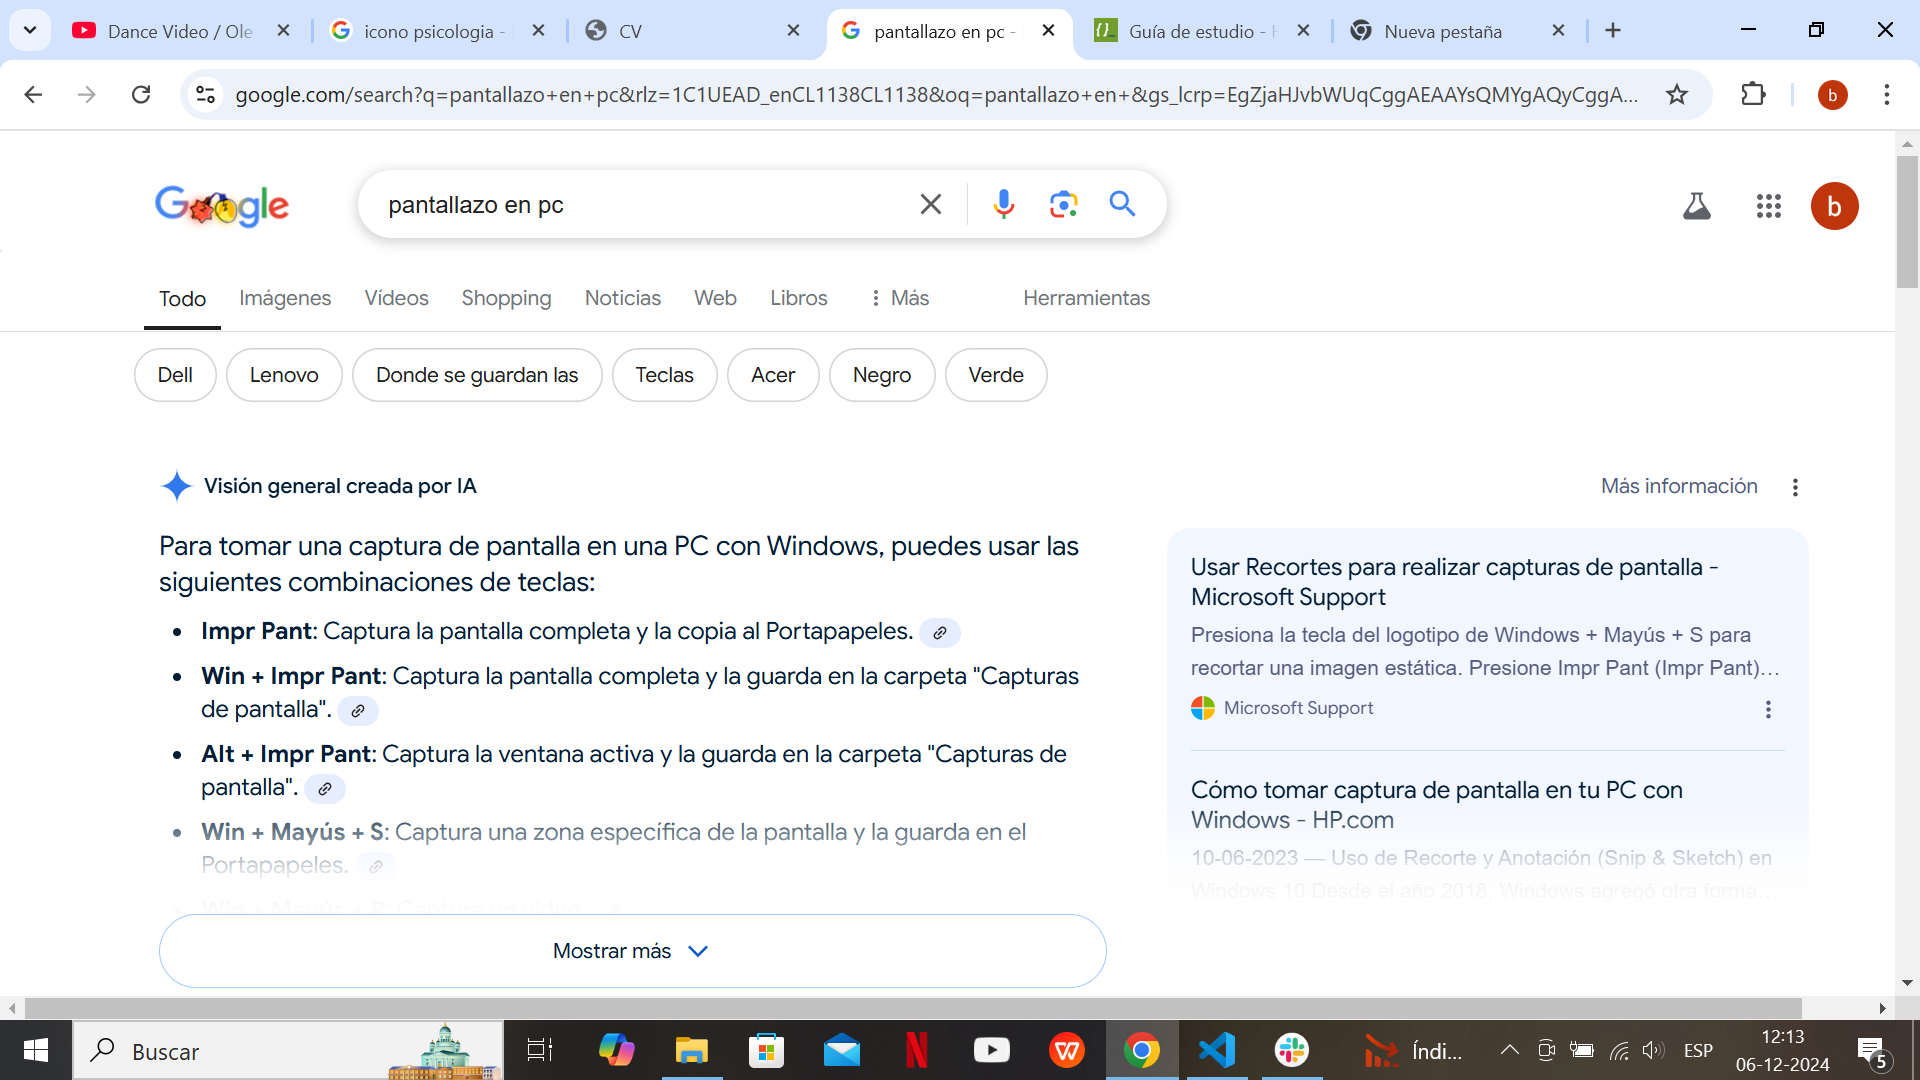 Dance Video / Ole
icono psicologia -
CV
pantallazo en pc -
Guía de estudio -
Nueva pestaña
google.com/search?q=pantallazo+en+pc&rlz=1C1UEAD_enCL1138CL1138&oq=pantallazo+en+&gs_lcrp=EgZjaHJvbWUqCggAEAAYsQMYgAQyCggA...
b
Google
pantallazo en pc
b
Todo
Imágenes
Vídeos
Shopping
Noticias
Web
Libros
Más
Herramientas
Dell
Lenovo
Donde se guardan las
Teclas
Acer
Negro
Verde
Visión general creada por IA
Más información
Para tomar una captura de pantalla en una PC con Windows, puedes usar las
siguientes combinaciones de teclas:
• Impr Pant: Captura la pantalla completa y la copia al Portapapeles.
• Win + Impr Pant: Captura la pantalla completa y la guarda en la carpeta "Capturas
de pantalla".
• Alt + Impr Pant: Captura la ventana activa y la guarda en la carpeta "Capturas de
pantalla".
• Win + Mayús + S: Captura una zona específica de la pantalla y la guarda en el
Portapapeles.
• Win + Mayús + R: Captura un video.
Mostrar más
Usar Recortes para realizar capturas de pantalla -
Microsoft Support
Presiona la tecla del logotipo de Windows + Mayús + S para
recortar una imagen estática. Presione Impr Pant (Impr Pant)...
Microsoft Support
Cómo tomar captura de pantalla en tu PC con
Windows - HP.com
10-06-2023 — Uso de Recorte y Anotación (Snip & Sketch) en
Windows 10 Desde el año 2018, Windows agregó otra forma...
Buscar
Índi...
ESP
12:13
06-12-2024
5